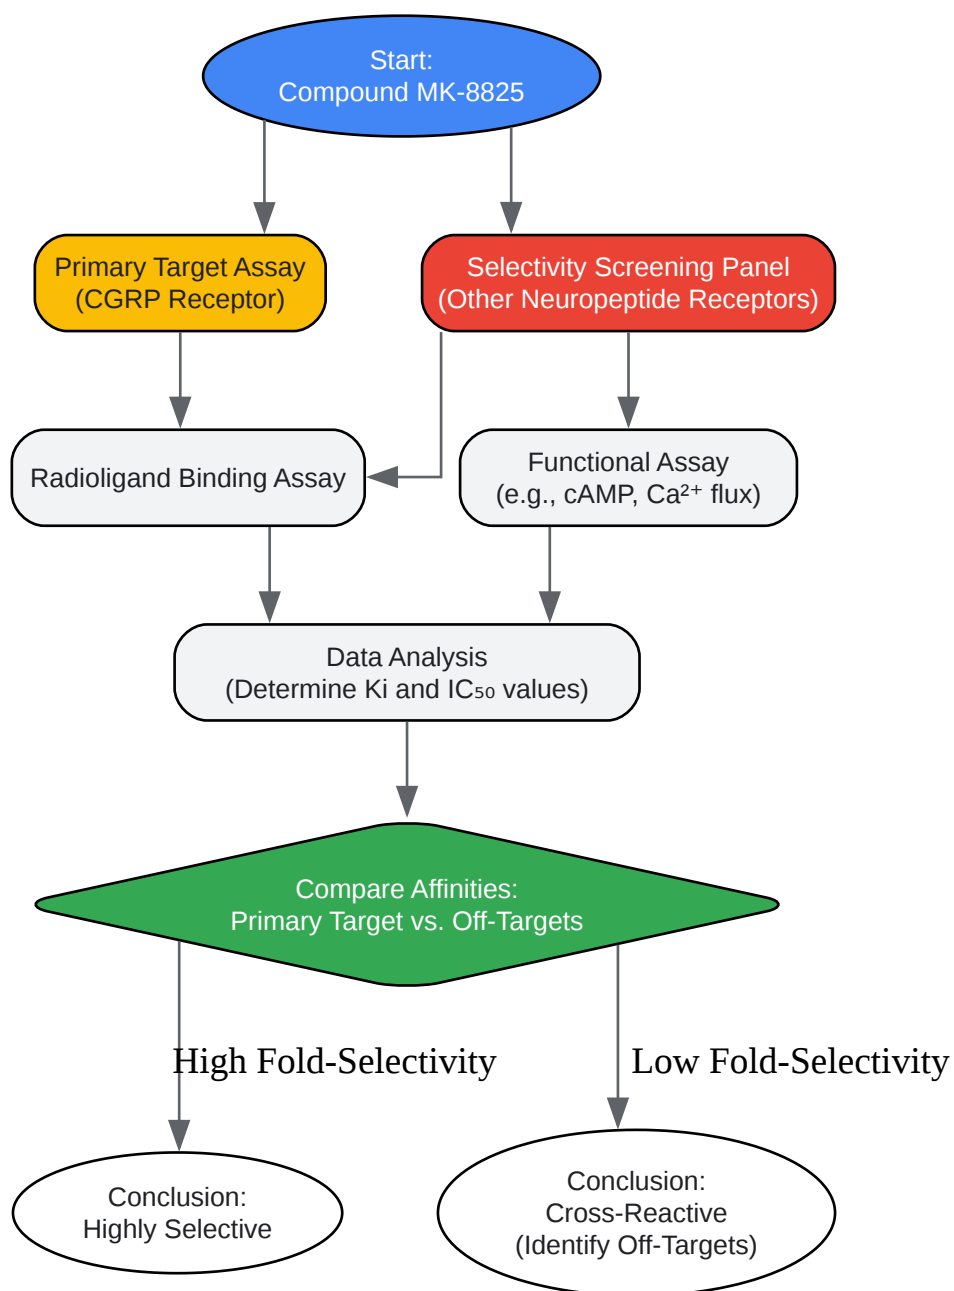 Start:
Compound MK-8825
Primary Target Assay
(CGRP Receptor)
Selectivity Screening Panel
(Other Neuropeptide Receptors)
Radioligand Binding Assay
Functional Assay
(e.g., cAMP, Ca²⁺ flux)
Data Analysis
(Determine Ki and IC₅₀ values)
Compare Affinities:
Primary Target vs. Off-Targets
High Fold-Selectivity
Low Fold-Selectivity
Conclusion:
Highly Selective
Conclusion:
Cross-Reactive
(Identify Off-Targets)